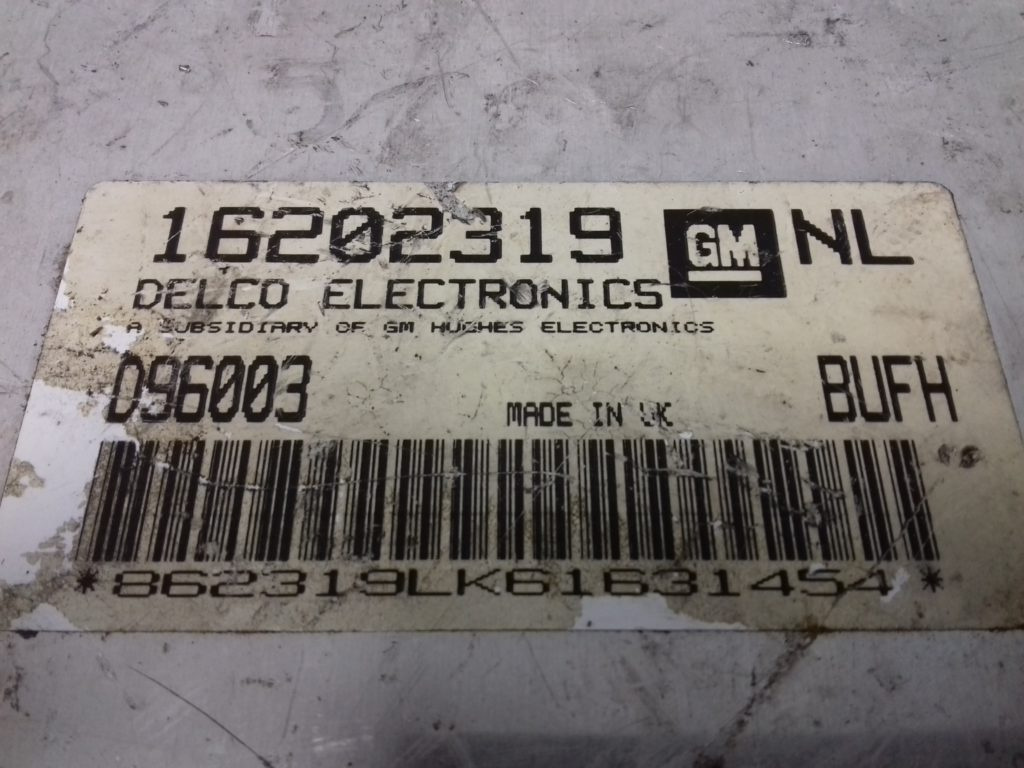 16202319 GM NL
DELCO ELECTRONICS
A SUBSIDIARY OF GM HUGHES ELECTRONICS
D96003 BUFH
MADE IN UK
*862319LK61631454*